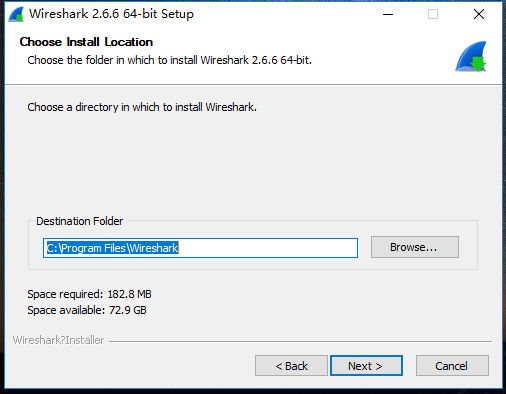 Wireshark 2.6.6 64-bit Setup
Choose Install Location
Choose the folder in which to install Wireshark 2.6.6 64-bit.
Choose a directory in which to install Wireshark.
Destination Folder
C:\Program Files\Wireshark
Browse...
Space required: 182.8 MB
Space available: 72.9 GB
Wireshark?Installer
< Back
Next >
Cancel